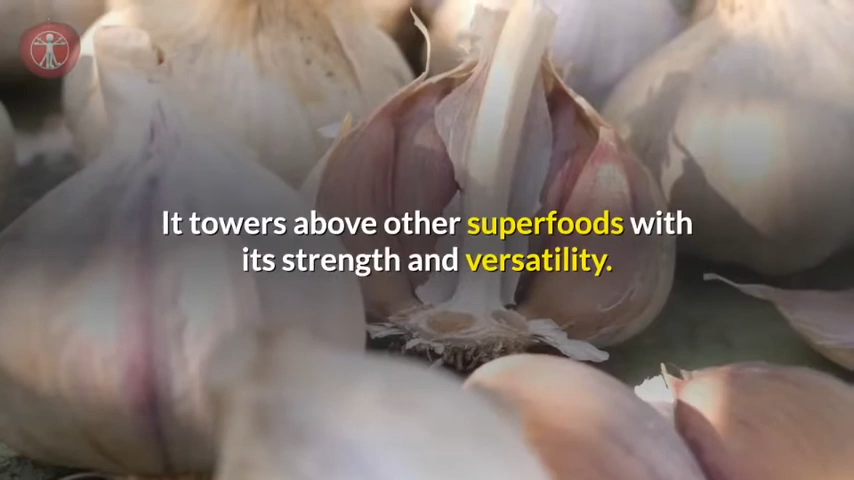 It towers above other superfoods with
its strength and versatility.